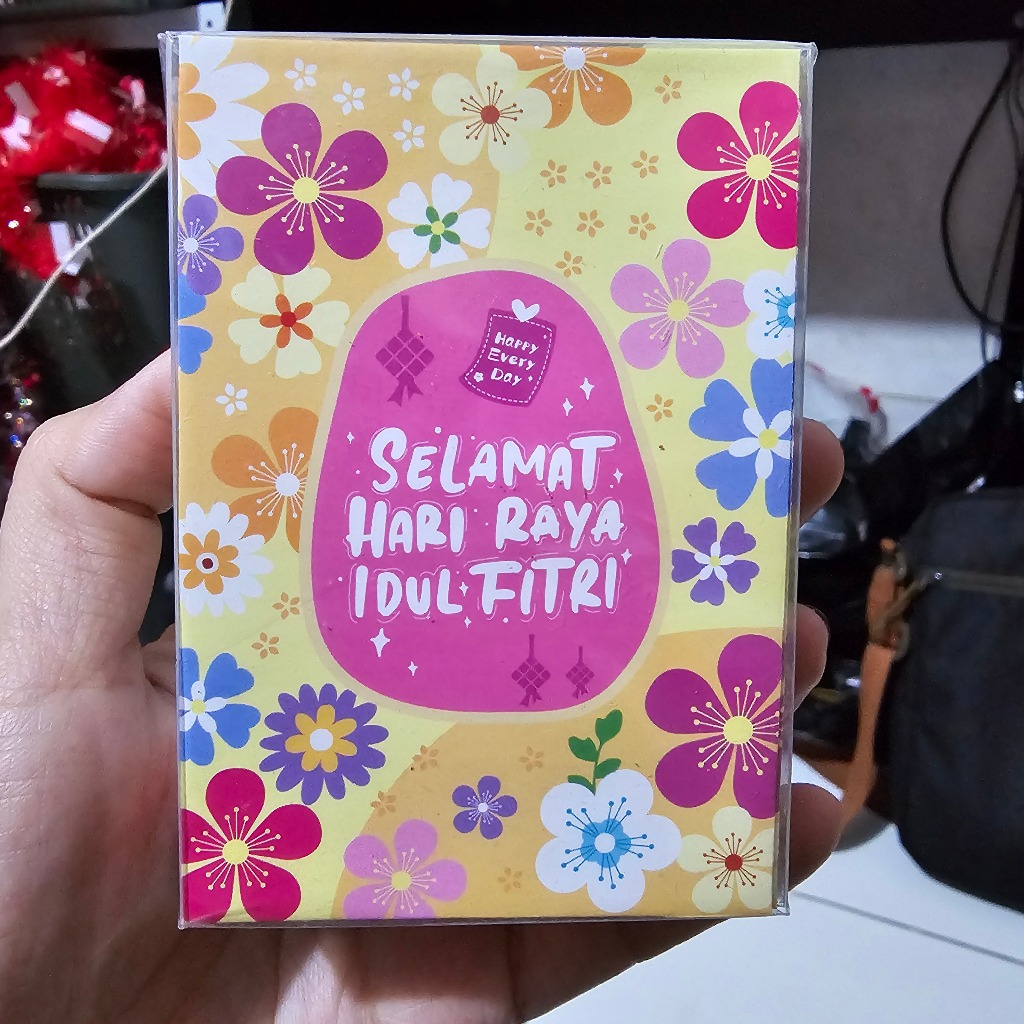 Happy
Every
Day
SELAMAT
HARI RAYA
IDUL FITRI